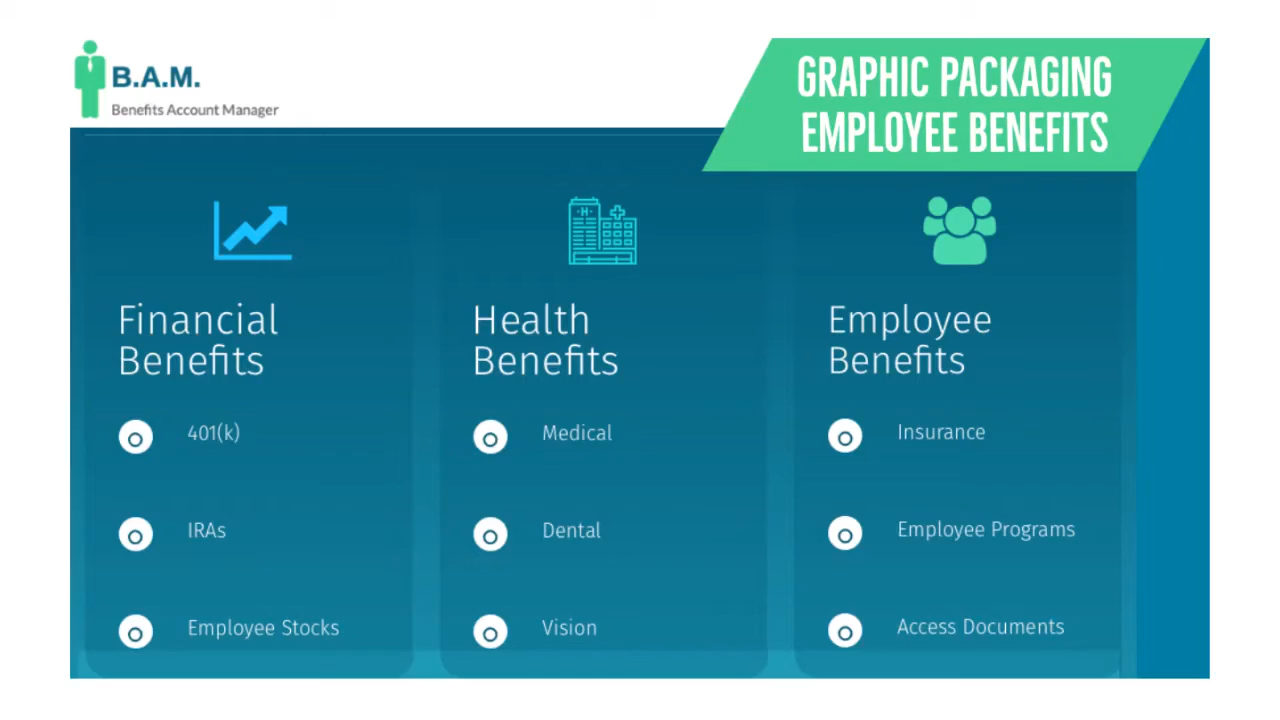 B.A.M.
Benefits Account Manager
GRAPHIC PACKAGING
EMPLOYEE BENEFITS
Financial
Benefits
401(k)
IRAs
Employee Stocks
H
Health
Benefits
Medical
Dental
Vision
Employee
Benefits
Insurance
Employee Programs
Access Documents